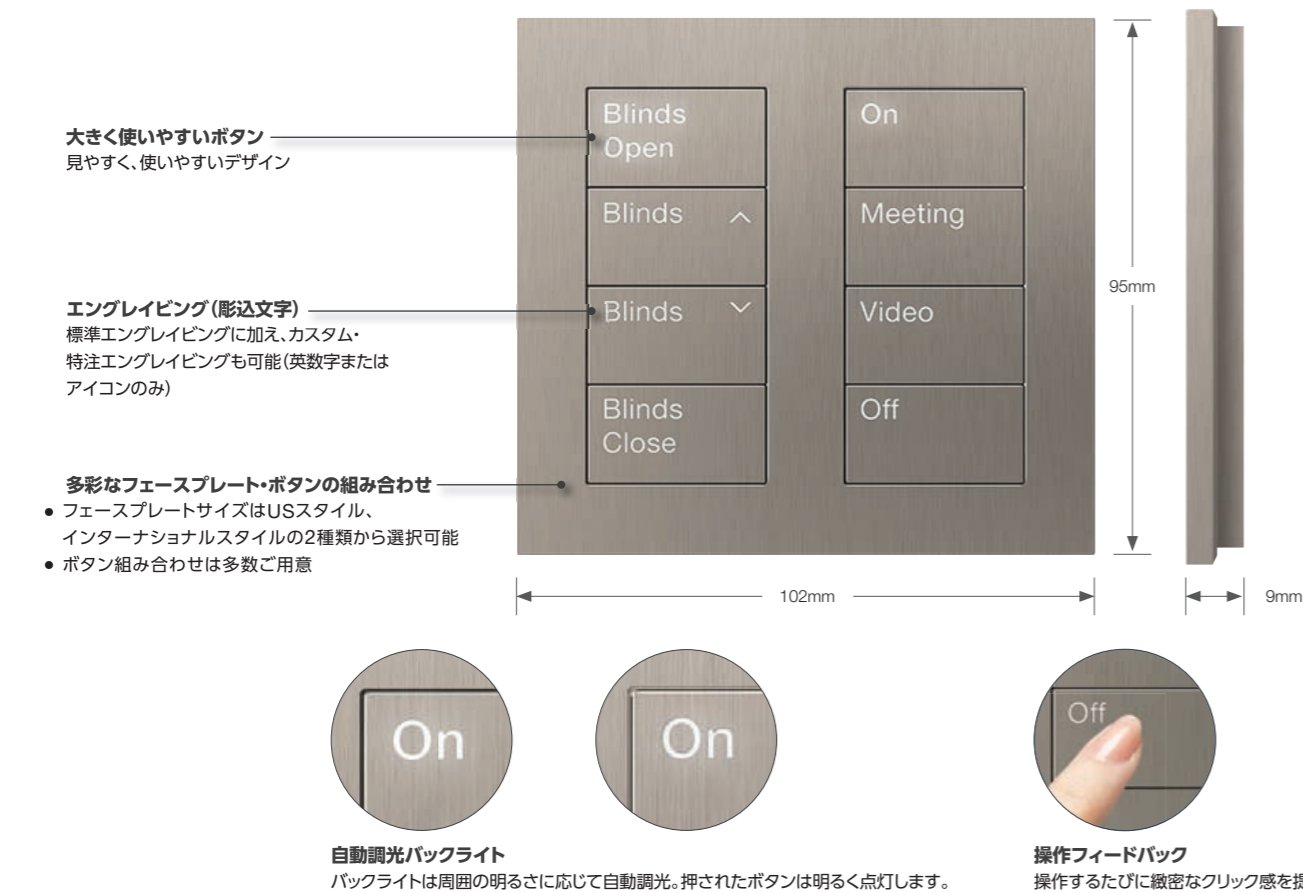 大きく使いやすいボタン
見やすく、使いやすいデザイン
エングレイビング（彫込文字）
標準エングレイビングに加え、カスタム・
特注エングレイビングも可能（英数字または
アイコンのみ）
多彩なフェースプレート・ボタンの組み合わせ
● フェースプレートサイズはUSスタイル、
インターナショナルスタイルの2種類から選択可能
● ボタン組み合わせは多数ご用意
Blinds
Open
Blinds
Blinds
Blinds
Close
On
Meeting
Video
Off
95mm
102mm
9mm
On
On
Off
自動調光バックライト
バックライトは周囲の明るさに応じて自動調光。押されたボタンは明るく点灯します。
操作フィードバック
操作するたびに緻密なクリック感を